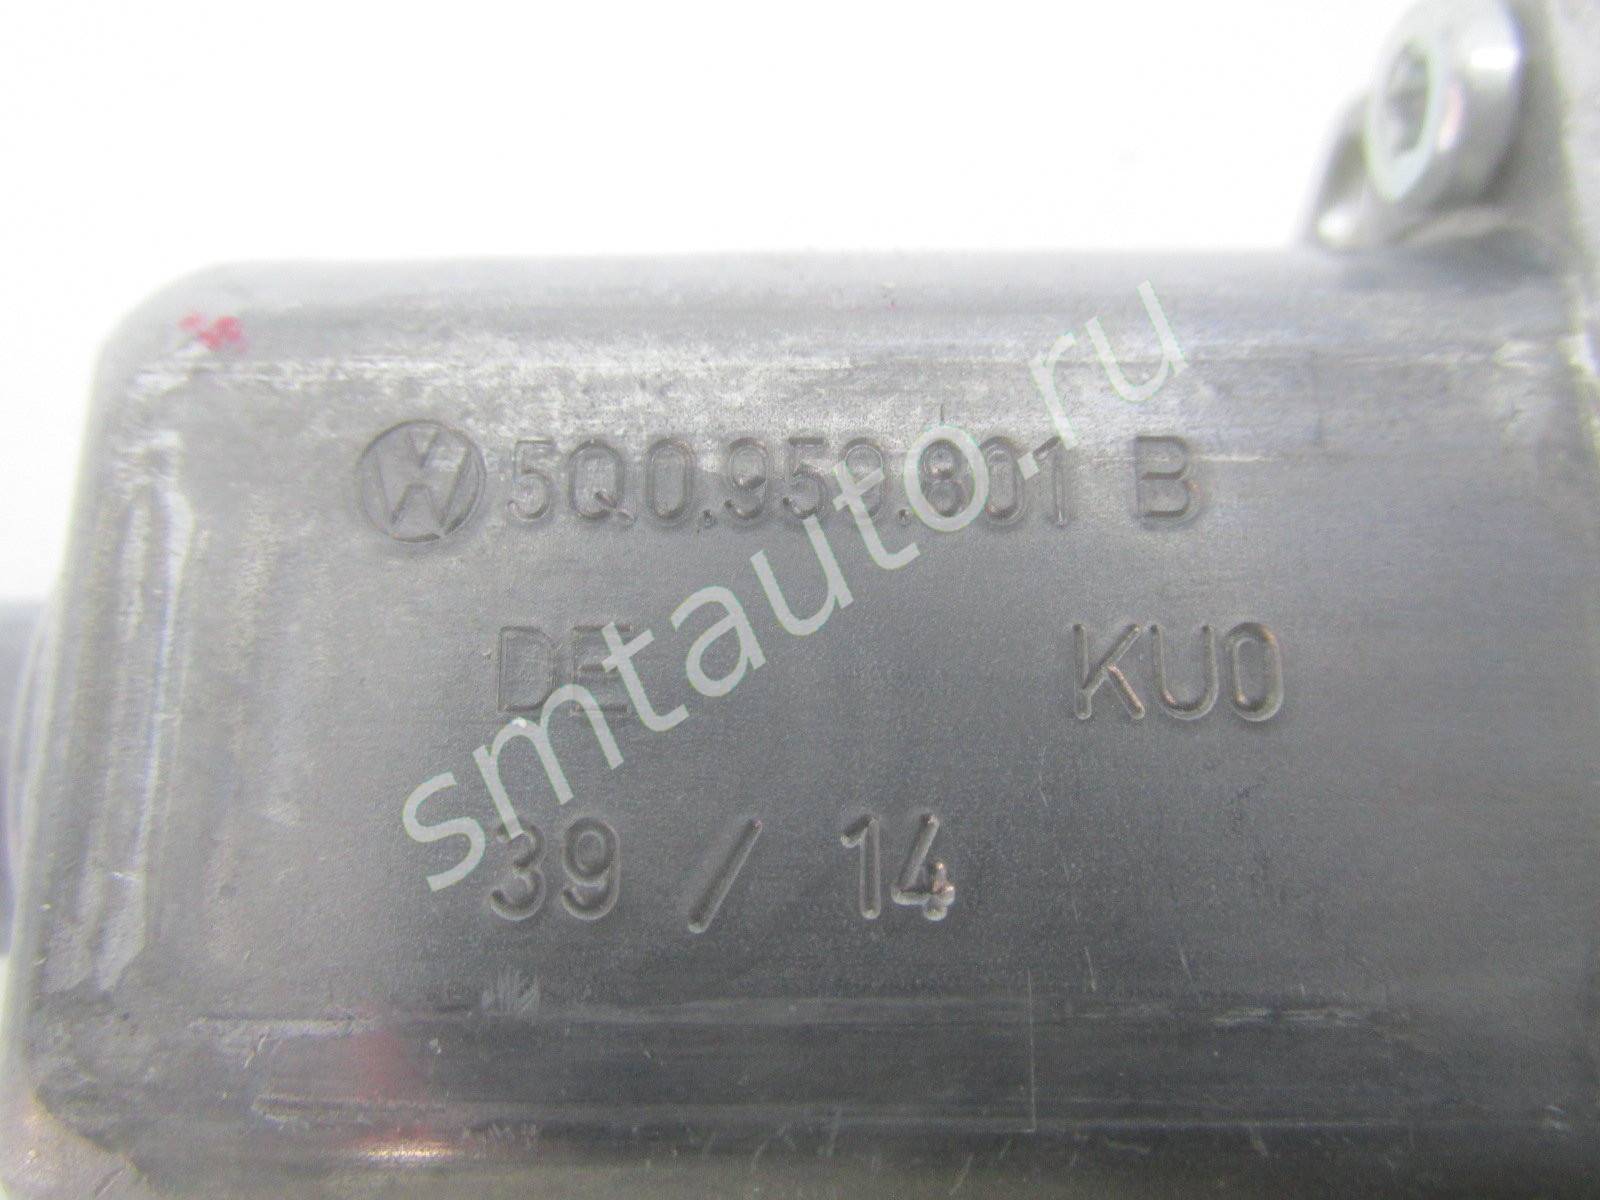 5Q0.959.801 B
DE KU0
39 / 14
smtauto.ru